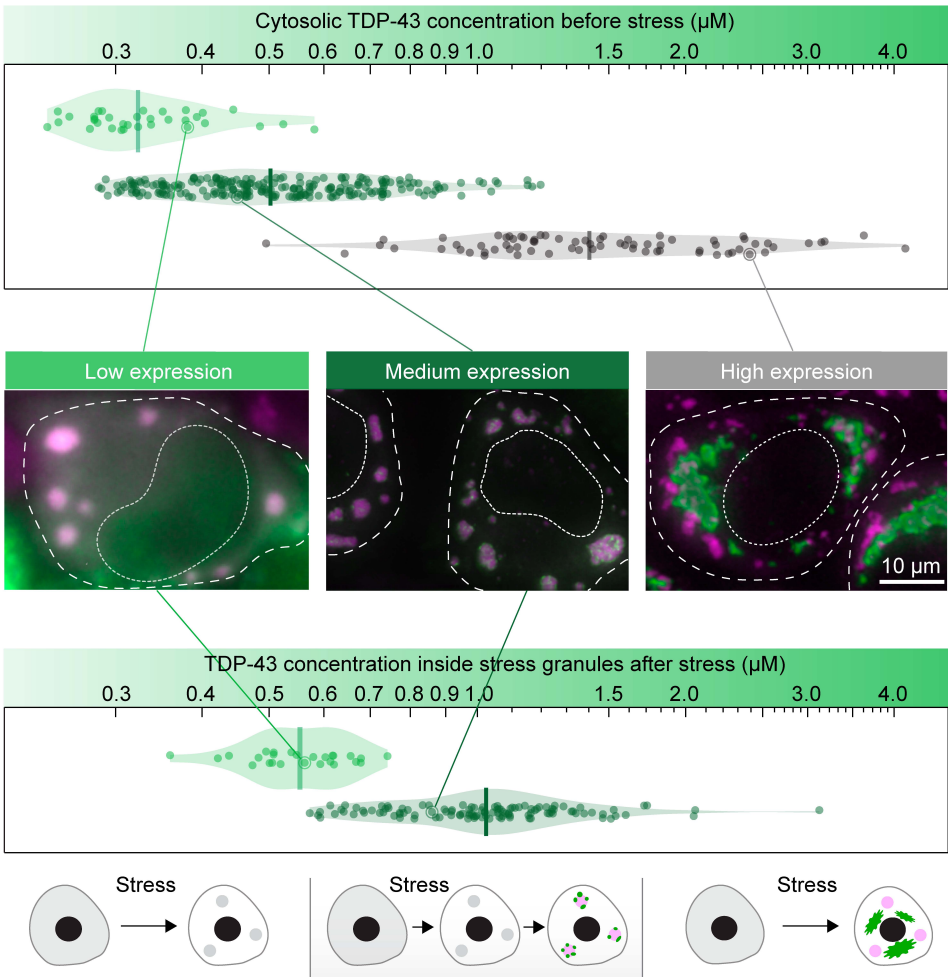 Cytosolic TDP-43 concentration before stress (µM)
0.3 0.4 0.5 0.6 0.7 0.8 0.9 1.0 1.5 2.0 3.0 4.0
Low expression
Medium expression
High expression
10 µm
TDP-43 concentration inside stress granules after stress (µM)
0.3 0.4 0.5 0.6 0.7 0.8 0.9 1.0 1.5 2.0 3.0 4.0
Stress
Stress
Stress